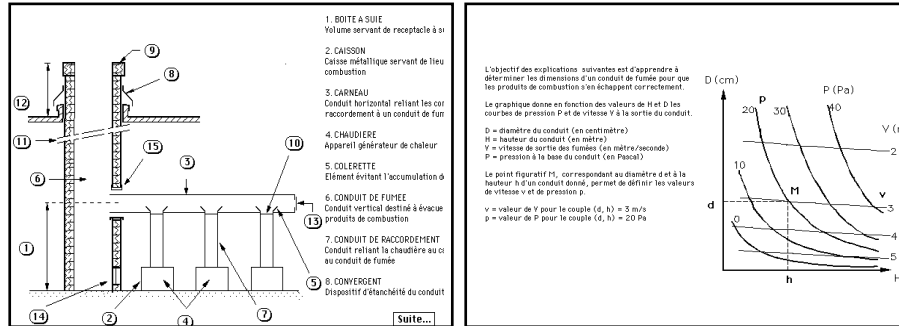 1. BOITE A SUIE
Volume servant de receptacle à
2. CAISSON
Caisse métallique servant de lieu
combustion
3. CARNEAU
Conduit horizontal reliant les
raccordement à un conduit de
4. CHAUDIERE
Appareil générateur de chaleur
5. COLERETTE
Elément évitant l'accumulation
6. CONDUIT DE FUMEE
Conduit vertical destiné à
produits de combustion
7. CONDUIT DE RACCORDEMENT
Conduit reliant la chaudière au
au conduit de fumée
8. CONVERGENT
Dispositif d'étanchéité du conduit
Suite...
9
8
12
11
15
10
6
3
13
1
5
14
2
4
7
L'objectif des explications suivantes est d'apprendre à
déterminer les dimensions d'un conduit de fumée pour que
les produits de combustion s'en échappent correctement.
Le graphique donne en fonction des valeurs de H et D les
courbes de pression P et de vitesse V à la sortie du conduit.
D = diamètre du conduit (en centimètre)
H = hauteur du conduit (en mètre)
V = vitesse de sortie des fumées (en mètre/seconde)
P = pression à la base du conduit (en Pascal)
Le point figuratif M, correspondant au diamètre d et à la
hauteur h d'un conduit donné, permet de définir les valeurs
de vitesse v et de pression p.
v = valeur de V pour le couple (d, h) = 3 m/s
p = valeur de P pour le couple (d, h) = 20 Pa
D (cm)
P (Pa)
20
p
30
40
V
2
10
M
v
d
3
0
4
5
h
H